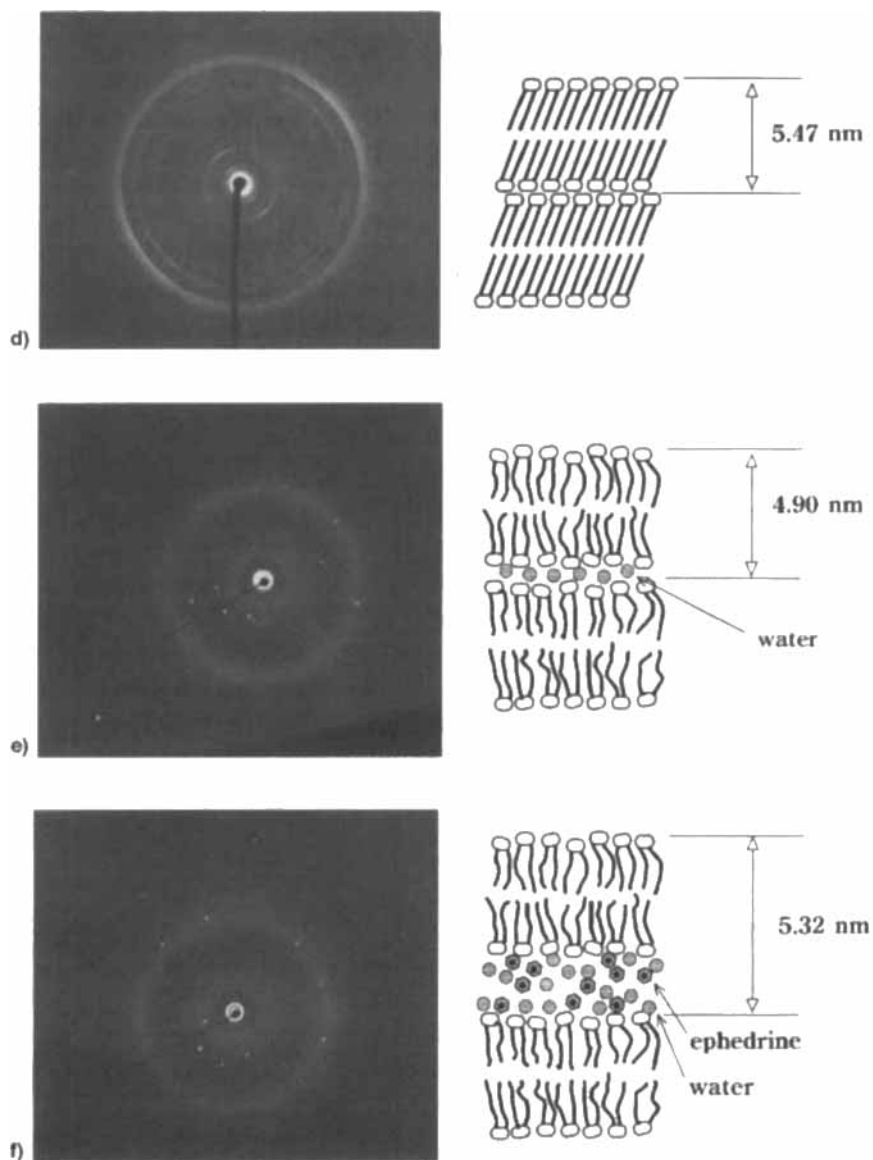 5.47 nm
d)
4.90 nm
water
e)
5.32 nm
ephedrine
water
f)